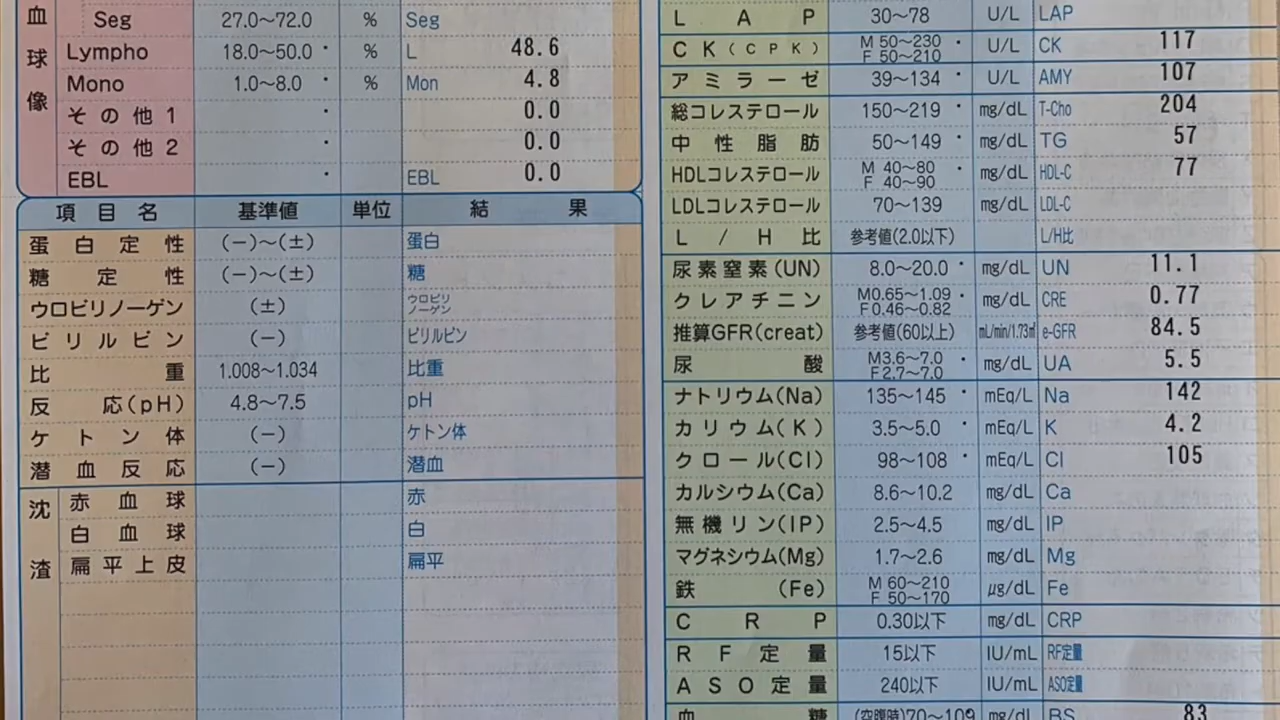 血球像
Seg 27.0～72.0 % Seg
Lympho 18.0～50.0 • % L 48.6
Mono 1.0～8.0 • % Mon 4.8
その他1 • 0.0
その他2 • 0.0
EBL • EBL 0.0
項目名 基準値 単位 結果
蛋白定性 (−)～(±) 蛋白
糖定性 (−)～(±) 糖
ウロビリノーゲン (±) ウロビリノーゲン
ビリルビン (−) ビリルビン
比重 1.008～1.034 比重
反応(pH) 4.8～7.5 pH
ケトン体 (−) ケトン体
潜血反応 (−) 潜血
沈渣
赤血球 赤
白血球 白
扁平上皮 扁平
LAP 30～78 U/L LAP
CK(CPK) M 50～230 • F 50～210 U/L CK 117
アミラーゼ 39～134 • U/L AMY 107
総コレステロール 150～219 • mg/dL T-Cho 204
中性脂肪 50～149 • mg/dL TG 57
HDLコレステロール M 40～80 • F 40～90 mg/dL HDL-C 77
LDLコレステロール 70～139 mg/dL LDL-C
L/H比 参考値(2.0以下) L/H比
尿素窒素(UN) 8.0～20.0 • mg/dL UN 11.1
クレアチニン M0.65～1.09 • F0.46～0.82 mg/dL CRE 0.77
推算GFR(creat) 参考値(60以上) mL/min/1.73㎡ e-GFR 84.5
尿酸 M3.6～7.0 • F2.7～7.0 mg/dL UA 5.5
ナトリウム(Na) 135～145 • mEq/L Na 142
カリウム(K) 3.5～5.0 • mEq/L K 4.2
クロール(Cl) 98～108 • mEq/L Cl 105
カルシウム(Ca) 8.6～10.2 mg/dL Ca
無機リン(IP) 2.5～4.5 mg/dL IP
マグネシウム(Mg) 1.7～2.6 mg/dL Mg
鉄(Fe) M 60～210 F 50～170 μg/dL Fe
CRP 0.30以下 mg/dL CRP
RF定量 15以下 IU/mL RF定量
ASO定量 240以下 IU/mL ASO定量
血糖 (空腹時)70～109 mg/dL BS 83